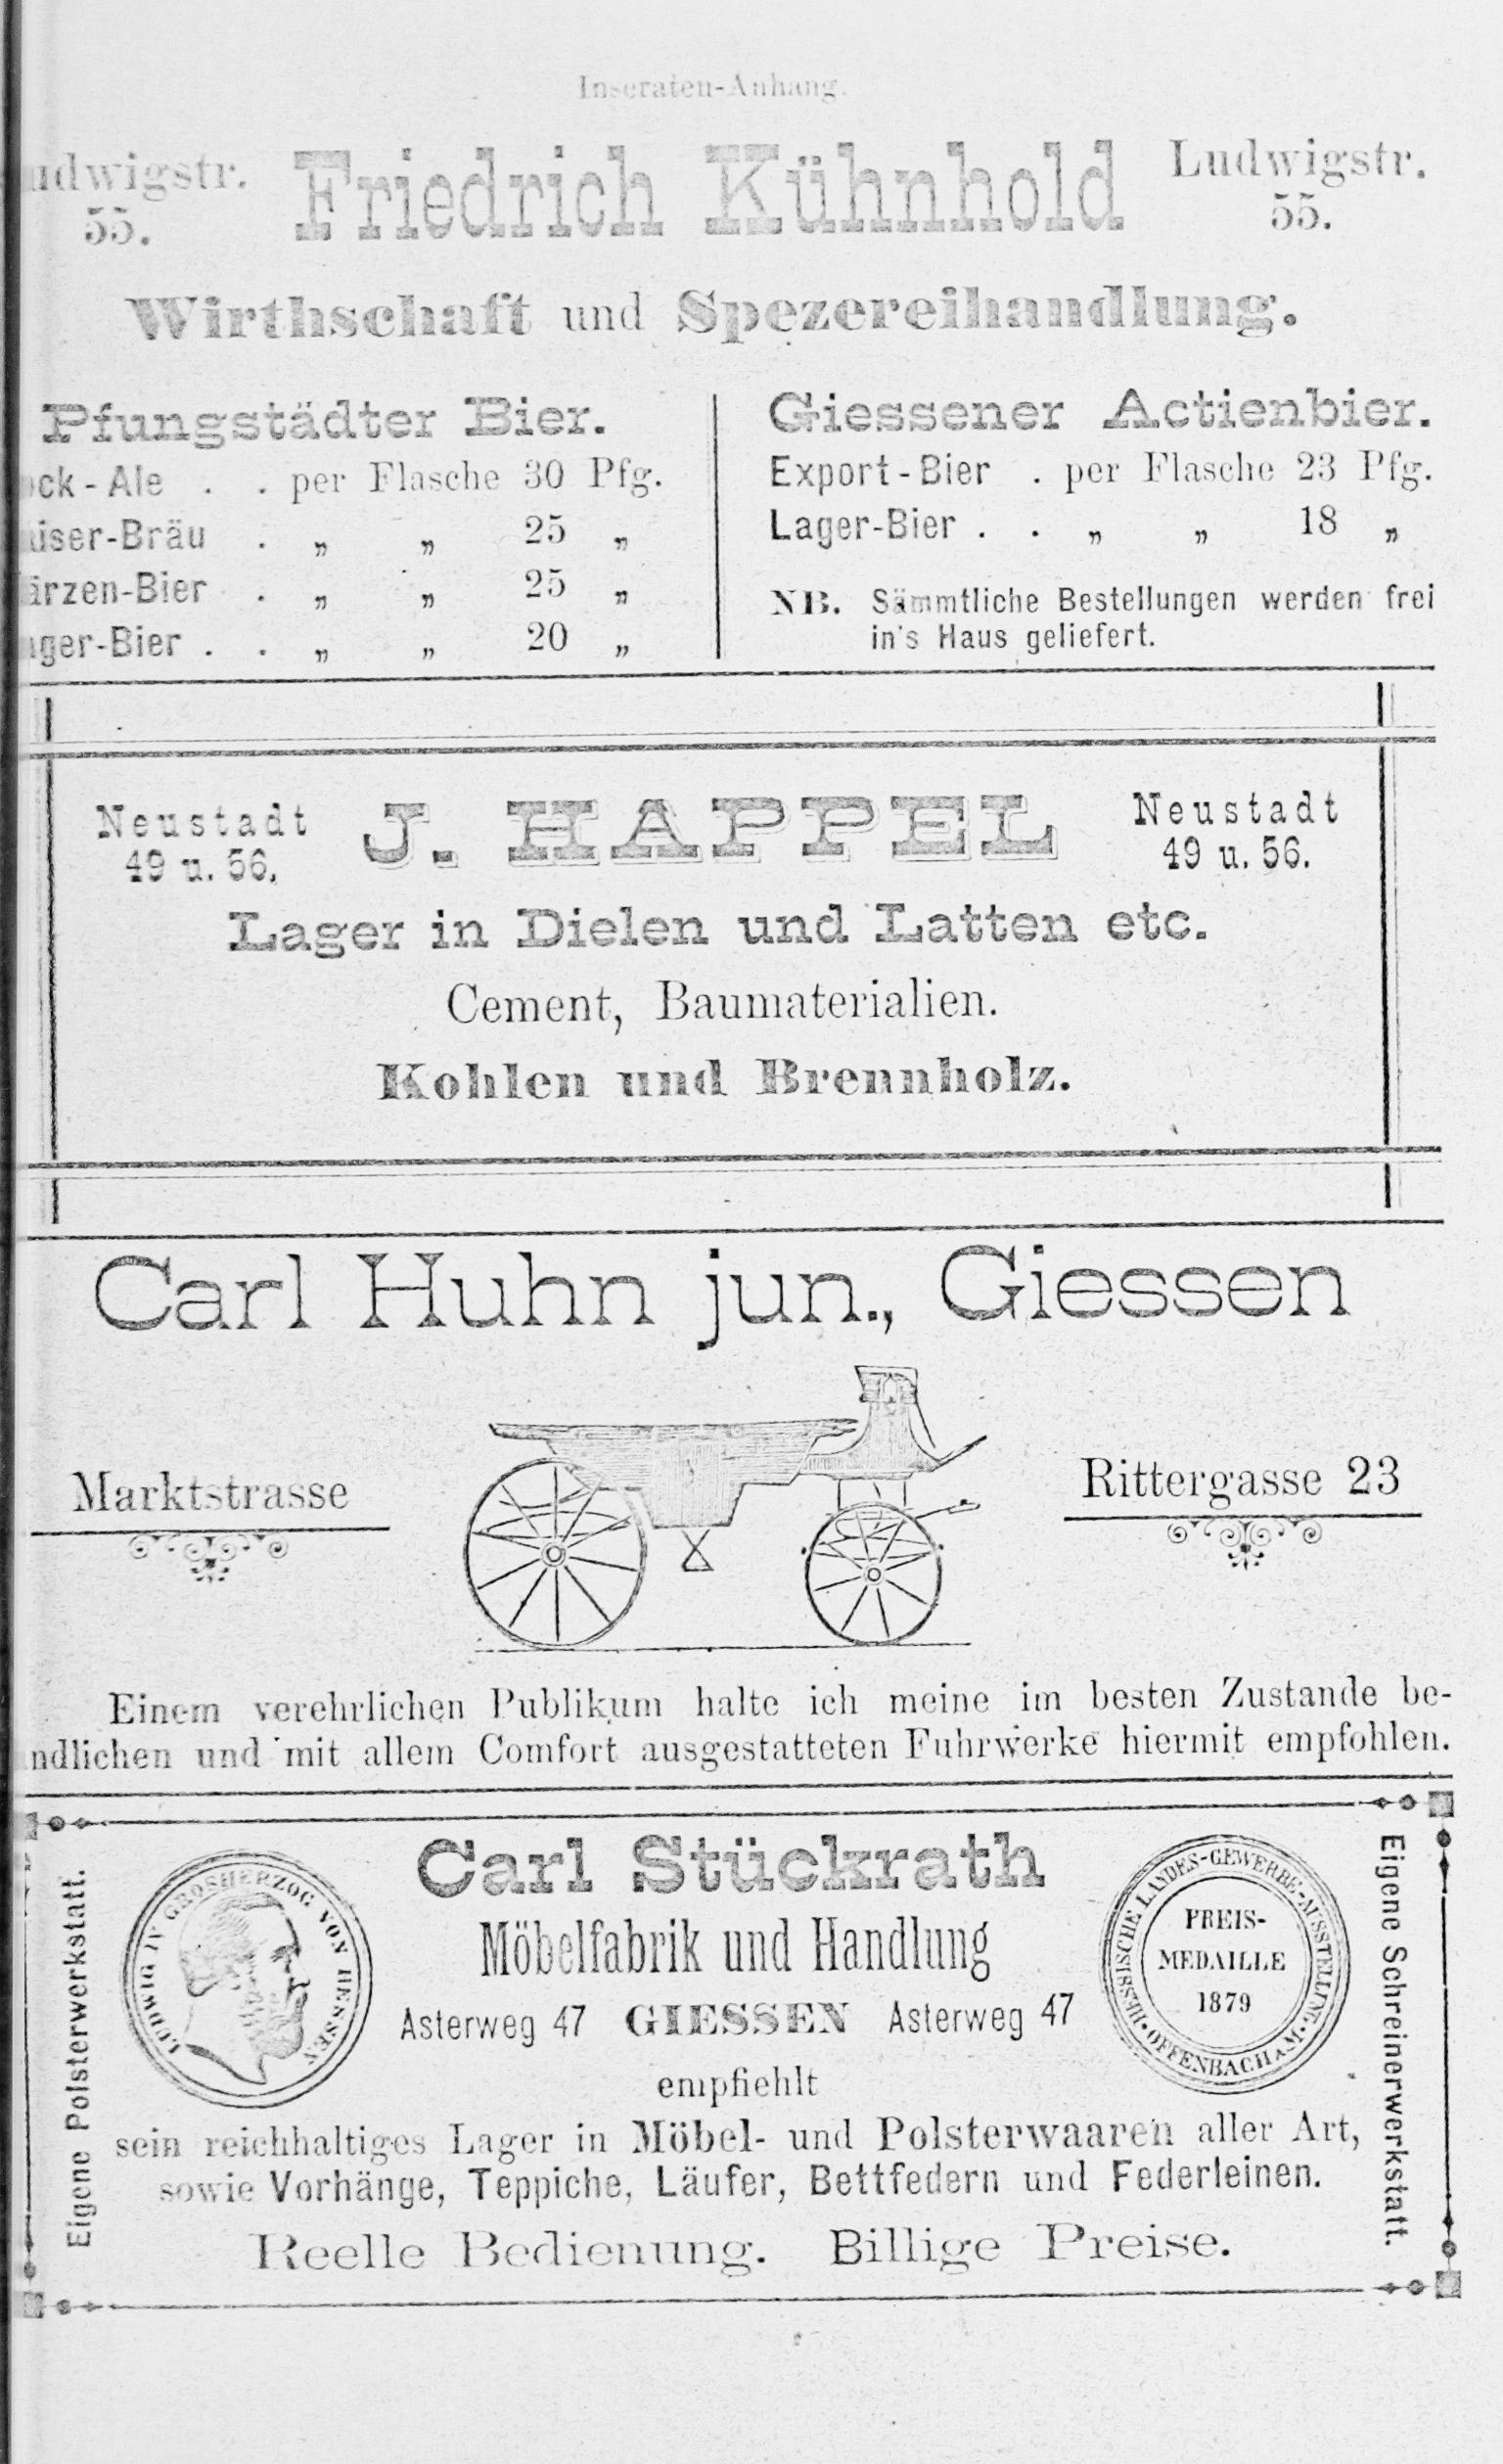 Inseraten-Anhang.
udwigstr.
55.
Friedrich Kühnhold
Ludwigstr.
55.
Wirthschaft und Spezereihandlung.
Pfungstädter Bier.
ock-Ale . . per Flasche 30 Pfg.
aiser-Bräu . „ „ 25 „
ärzen-Bier . „ „ 25 „
ager-Bier . . „ „ 20 „
Giessener Actienbier.
Export-Bier . per Flasche 23 Pfg.
Lager-Bier . . „ „ 18 „
NB. Sämmtliche Bestellungen werden frei
in's Haus geliefert.
Neustadt
49 u. 56.
J. HAPPEL
Neustadt
49 u. 56.
Lager in Dielen und Latten etc.
Cement, Baumaterialien.
Kohlen und Brennholz.
Carl Huhn jun., Giessen
Marktstrasse
Rittergasse 23
Einem verehrlichen Publikum halte ich meine im besten Zustande be-
ndlichen und mit allem Comfort ausgestatteten Fuhrwerke hiermit empfohlen.
Eigene Polsterwerkstatt.
LUDWIG IV GROSHERZOG VON HESSEN
Carl Stückrath
Möbelfabrik und Handlung
Asterweg 47 GIESSEN Asterweg 47
empfiehlt
HESSISCHE LANDES-GEWERBE-AUSSTELLUNG
OFFENBACH A M.
PREIS-
MEDAILLE
1879
Eigene Schreinerwerkstatt.
sein reichhaltiges Lager in Möbel- und Polsterwaaren aller Art,
sowie Vorhänge, Teppiche, Läufer, Bettfedern und Federleinen.
Reelle Bedienung. Billige Preise.